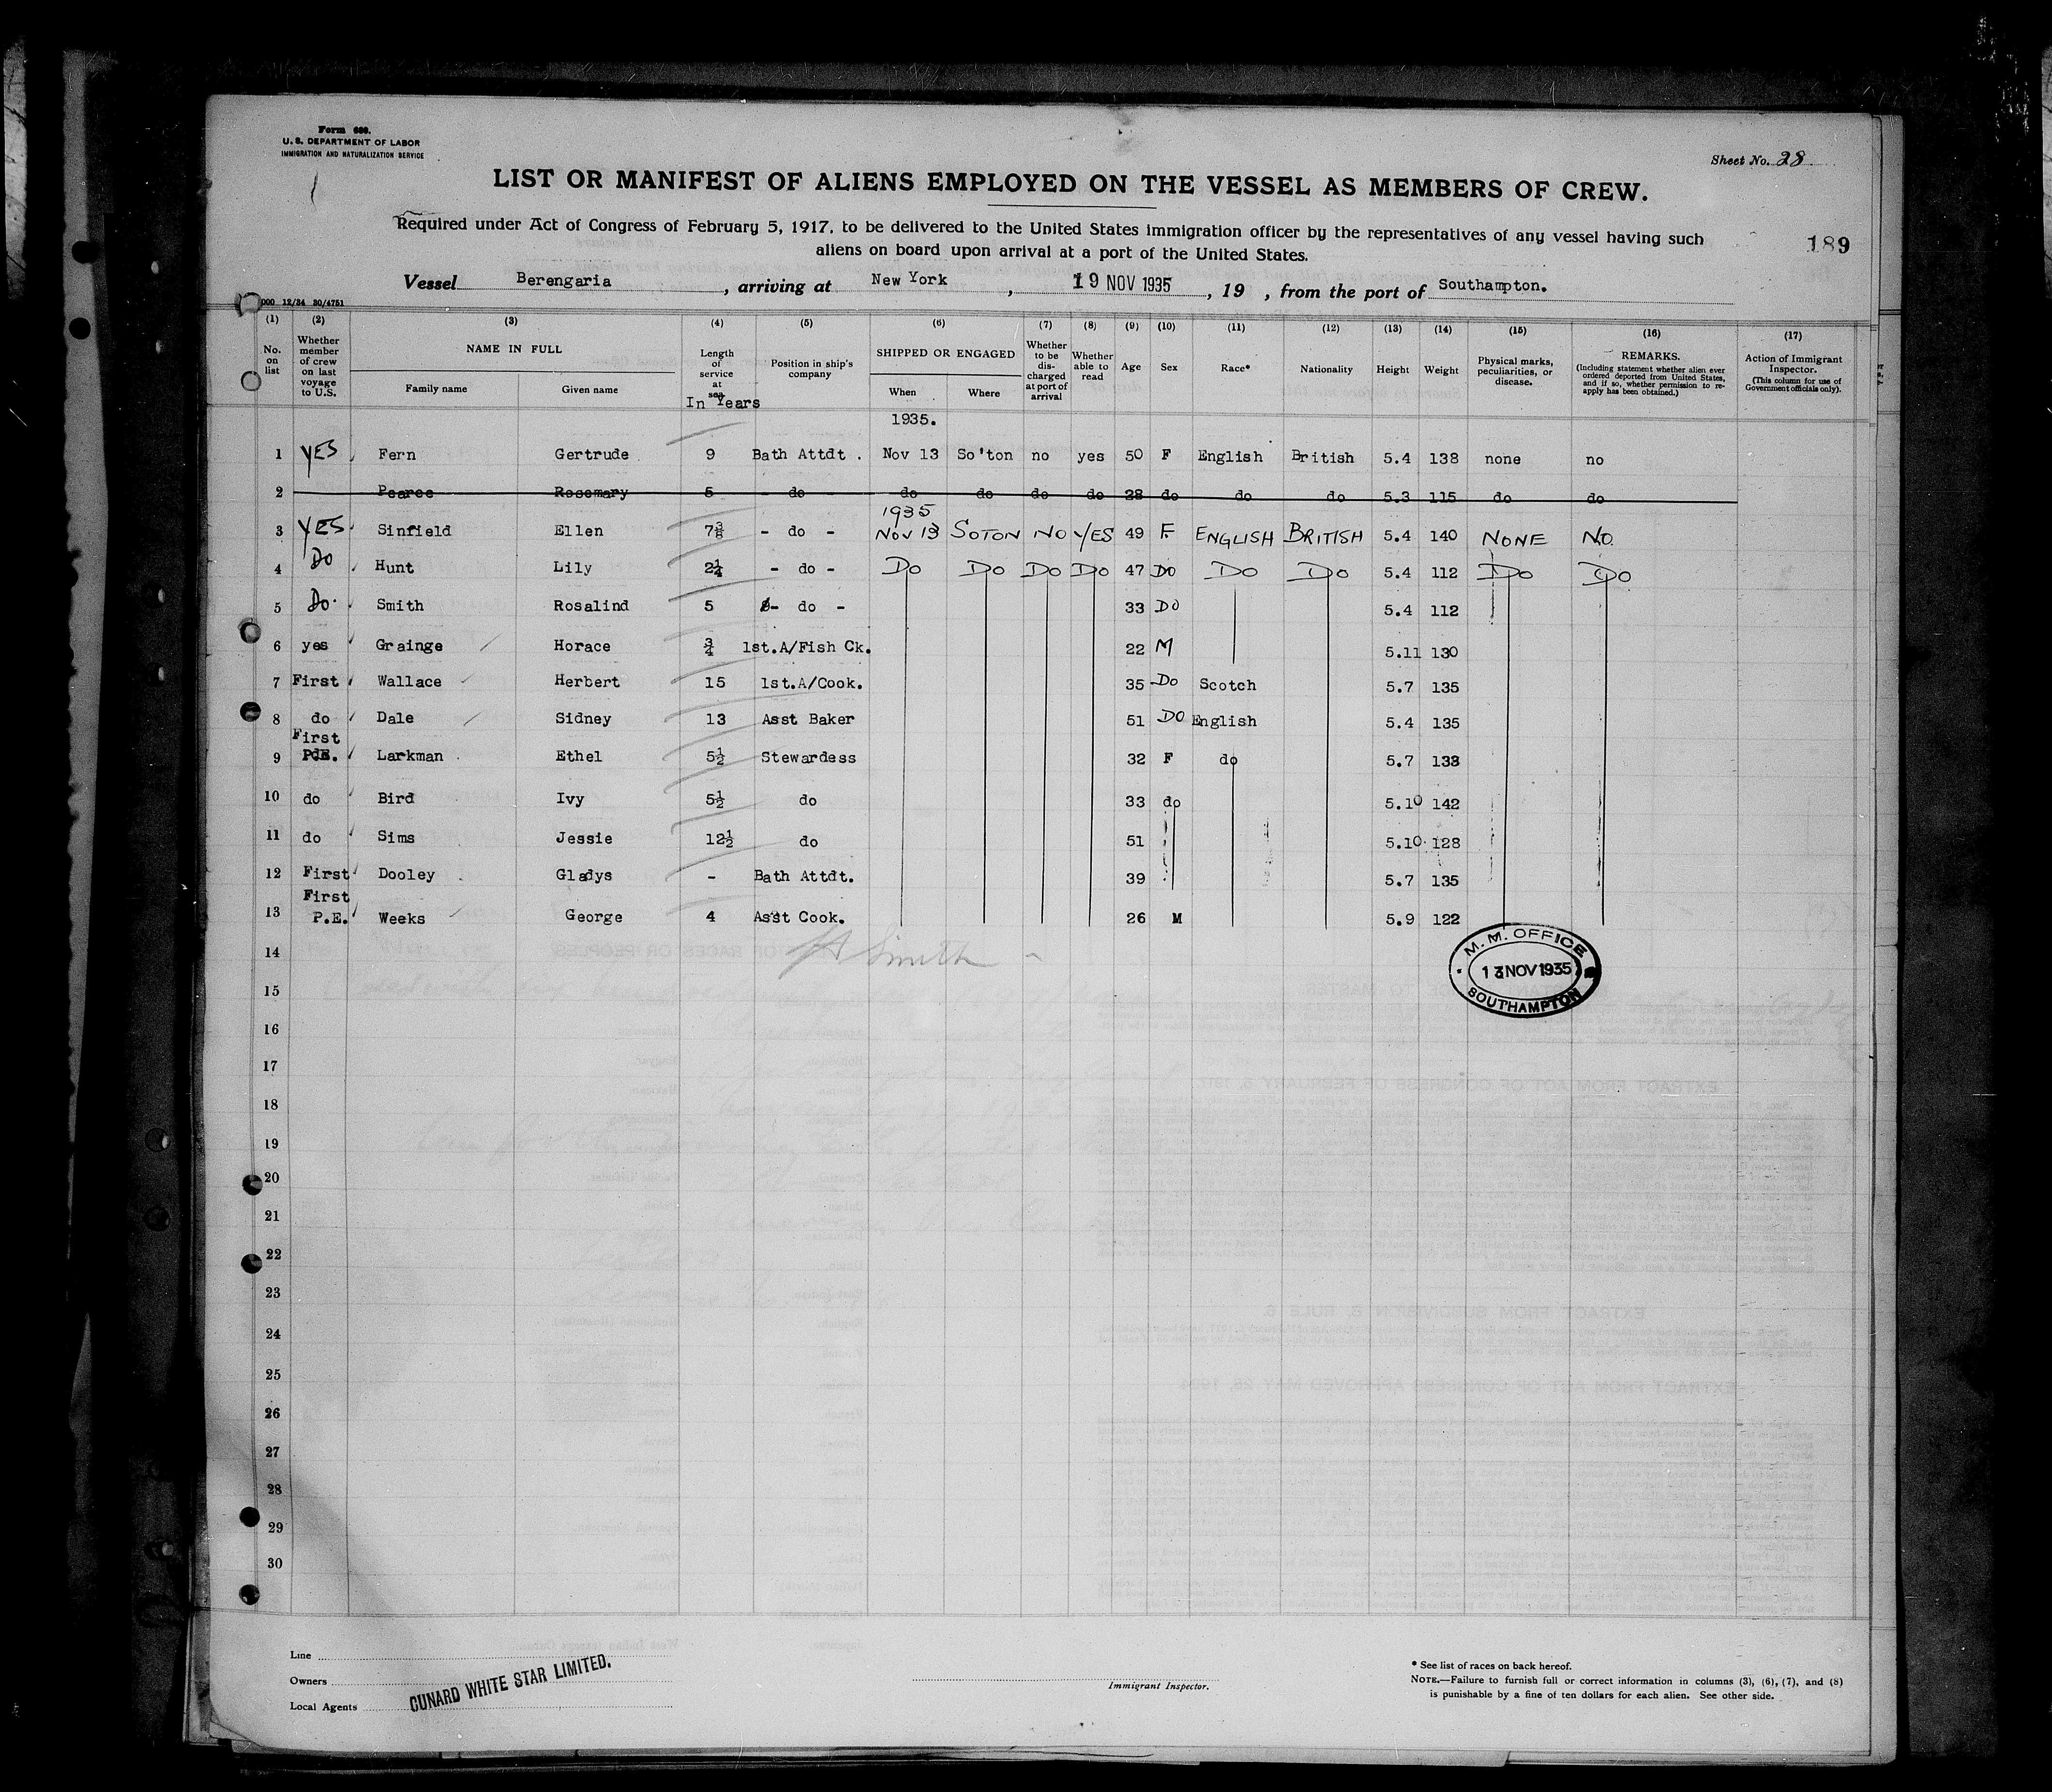 Form 680.
U. S. DEPARTMENT OF LABOR
IMMIGRATION AND NATURALIZATION SERVICE
Sheet No. 28
LIST OR MANIFEST OF ALIENS EMPLOYED ON THE VESSEL AS MEMBERS OF CREW.
Required under Act of Congress of February 5, 1917, to be delivered to the United States immigration officer by the representatives of any vessel having such
aliens on board upon arrival at a port of the United States.
189
Vessel Berengaria , arriving at New York , 19 NOV 1935 , 19 , from the port of Southampton.
000 12/34 30/4751
(1) (2) (3) (4) (5) (6) (7) (8) (9) (10) (11) (12) (13) (14) (15) (16) (17)
No. on list
Whether member of crew on last voyage to U.S.
NAME IN FULL
Family name
Given name
Length of service at sea
In Years
Position in ship's company
SHIPPED OR ENGAGED
When
Where
Whether to be discharged at port of arrival
Whether able to read
Age
Sex
Race*
Nationality
Height
Weight
Physical marks, peculiarities, or disease.
REMARKS.
(Including statement whether alien ever ordered deported from United States, and if so, whether permission to re-apply has been obtained.)
Action of Immigrant Inspector.
(This column for use of Government officials only).
1935.
1 YES Fern Gertrude 9 Bath Attdt. Nov 13 So'ton no yes 50 F English British 5.4 138 none no
2 Pearce Rosemary 5 do do do do do 28 do do do 5.3 115 do do
1935
3 YES Sinfield Ellen 7⅜ - do - Nov 13 SOTON NO YES 49 F. ENGLISH BRITISH 5.4 140 NONE NO
4 Do Hunt Lily 2¼ - do - Do Do Do Do 47 DO Do Do 5.4 112 Do Do
5 Do. Smith Rosalind 5 - do - 33 DO 5.4 112
6 yes Grainge Horace ¾ 1st.A/Fish Ck. 22 M 5.11 130
7 First Wallace Herbert 15 1st.A/Cook. 35 Do Scotch 5.7 135
8 do Dale Sidney 13 Asst Baker 51 DO English 5.4 135
First
9 P.E. Larkman Ethel 5½ Stewardess 32 F do 5.7 133
10 do Bird Ivy 5½ do 33 do 5.10 142
11 do Sims Jessie 12½ do 51 5.10 128
12 First Dooley Gladys - Bath Attdt. 39 5.7 135
First
13 P.E. Weeks George 4 Asst Cook. 26 M 5.9 122
14
Smith
M.M. OFFICE
13 NOV 1935
SOUTHAMPTON
15
16
17
18
19
20
21
22
23
24
25
26
27
28
29
30
Line
Owners
Local Agents
CUNARD WHITE STAR LIMITED.
Immigrant Inspector.
* See list of races on back hereof.
NOTE.—Failure to furnish full or correct information in columns (3), (6), (7), and (8)
is punishable by a fine of ten dollars for each alien. See other side.